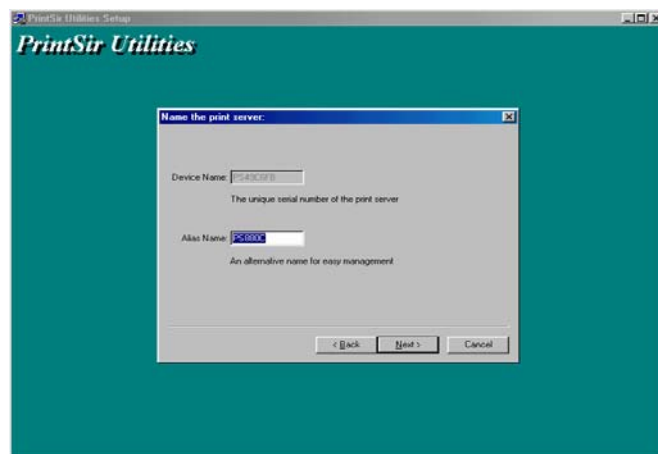 PrintSir Utilities Setup
PrintSir Utilities
Name the print server:
Device Name:
The unique serial number of the print server
Alias Name: PS880C
An alternative name for easy management
< Back Next > Cancel